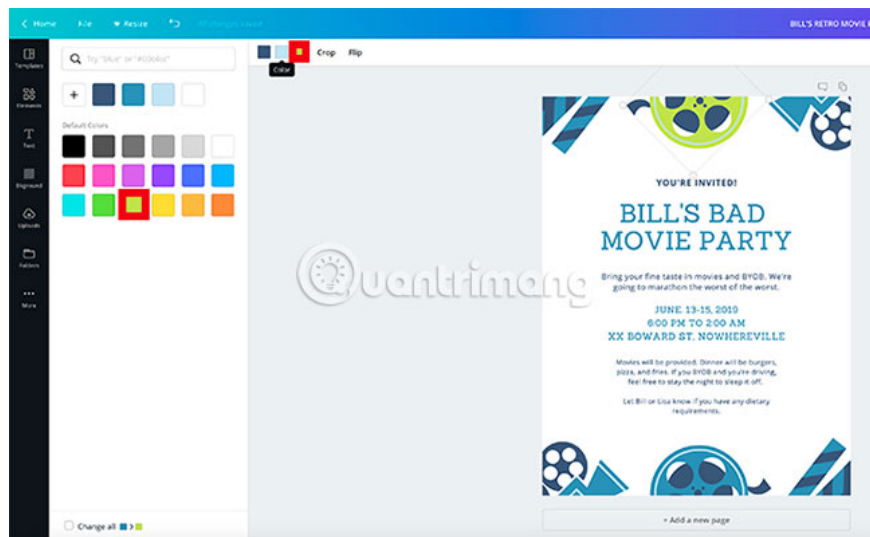 Home File Resize All changes saved BILL'S RETRO MOVIE
Templates
Elements
Text
Bkground
Uploads
Folders
More
Try "blue" or "#00c4cc"
+
Default Colors
Change all
Crop Flip
Color
YOU'RE INVITED!
BILL'S BAD
MOVIE PARTY
Bring your fine taste in movies and BYOB. We're
going to marathon the worst of the worst.
JUNE. 13-15, 2019
6:00 PM TO 2:00 AM
XX BOWARD ST. NOWHEREVILLE
Movies will be provided. Dinner will be burgers,
pizza, and fries. If you BYOB and you're driving,
feel free to stay the night to sleep it off.
Let Bill or Lisa know if you have any dietary
requirements.
+ Add a new page
Quantrimang